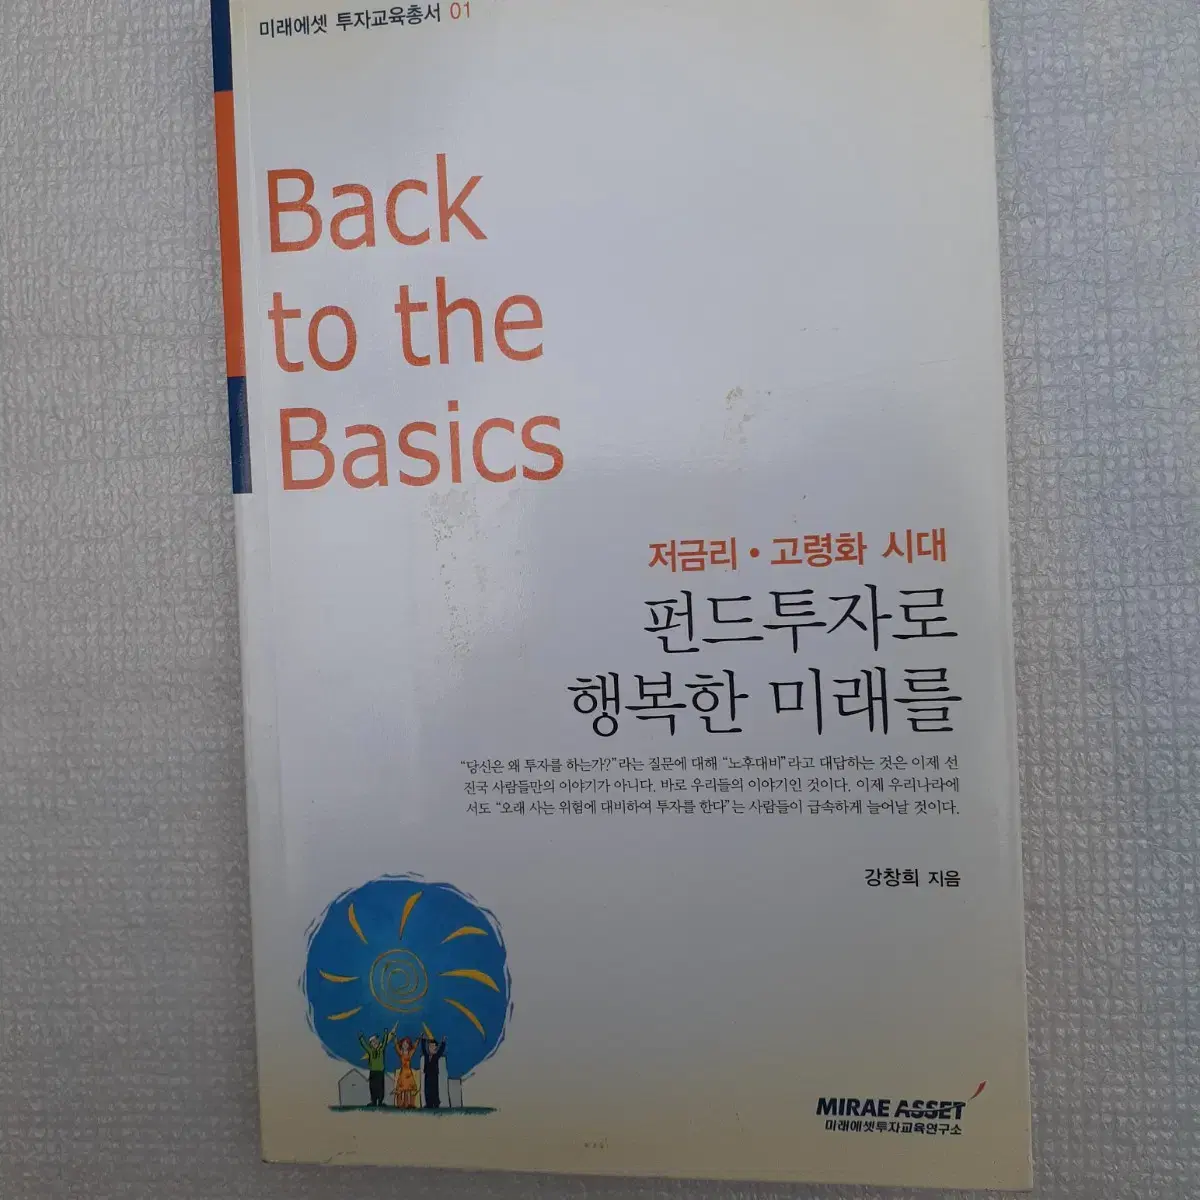 미래에셋 투자교육총서 01
Back
to the
Basics
저금리 • 고령화 시대
펀드투자로
행복한 미래를
“당신은 왜 투자를 하는가?”라는 질문에 대해 “노후대비”라고 대답하는 것은 이제 선
진국 사람들만의 이야기가 아니다. 바로 우리들의 이야기인 것이다. 이제 우리나라에
서도 “오래 사는 위험에 대비하여 투자를 한다”는 사람들이 급속하게 늘어날 것이다.
강창희 지음
MIRAE ASSET
미래에셋투자교육연구소